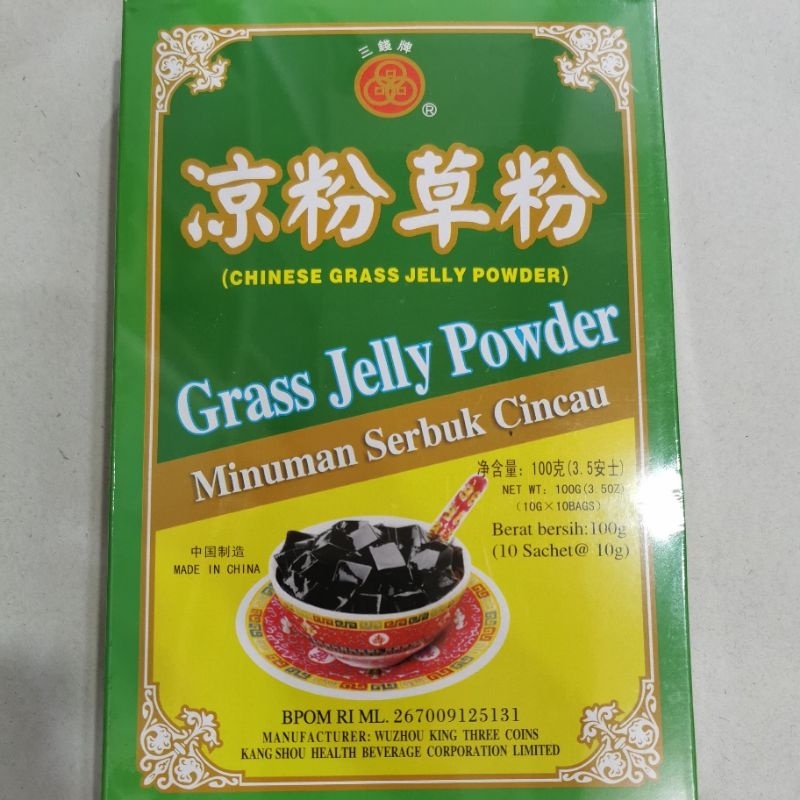 三錢牌
®
凉粉草粉
(CHINESE GRASS JELLY POWDER)
Grass Jelly Powder
Minuman Serbuk Cincau
净含量: 100克(3.5安士)
NET WT: 100G(3.5OZ)
(10G×10BAGS)
Berat bersih:100g
(10 Sachet@ 10g)
中国制造
MADE IN CHINA
BPOM RI ML. 267009125131
MANUFACTURER: WUZHOU KING THREE COINS
KANG SHOU HEALTH BEVERAGE CORPORATION LIMITED